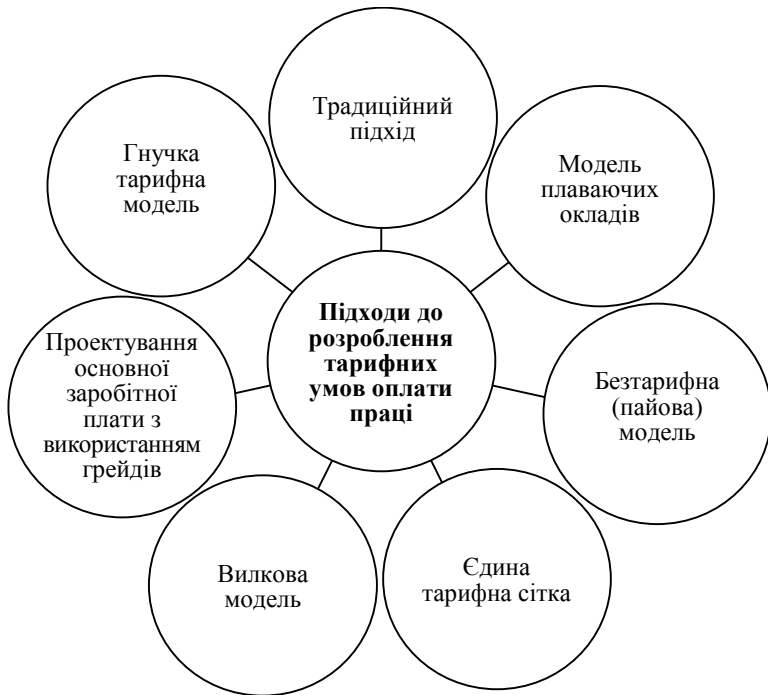 Традиційний
підхід
Модель
плаваючих
окладів
Безтарифна
(пайова)
модель
Єдина
тарифна сітка
Вилкова
модель
Проектування
основної
заробітної
плати з
використанням
грейдів
Гнучка
тарифна
модель
Підходи до
розроблення
тарифних
умов оплати
праці